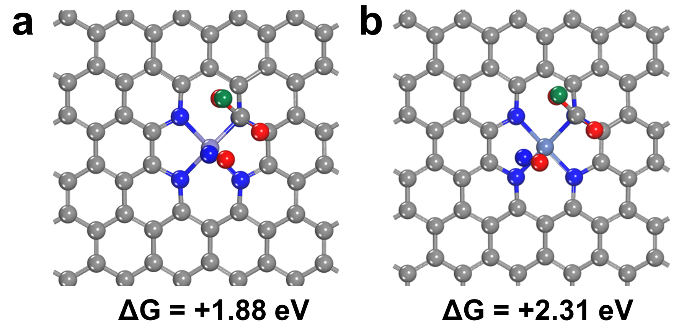 a
b
ΔG = +1.88 eV
ΔG = +2.31 eV